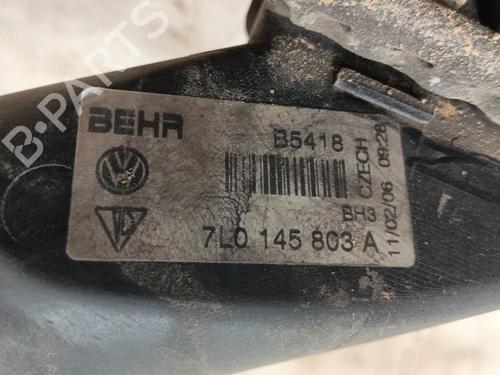 BEHR
B5418
CZECH
11/02/06 09:28
BH3
7L0 145 803 A
B-PARTS